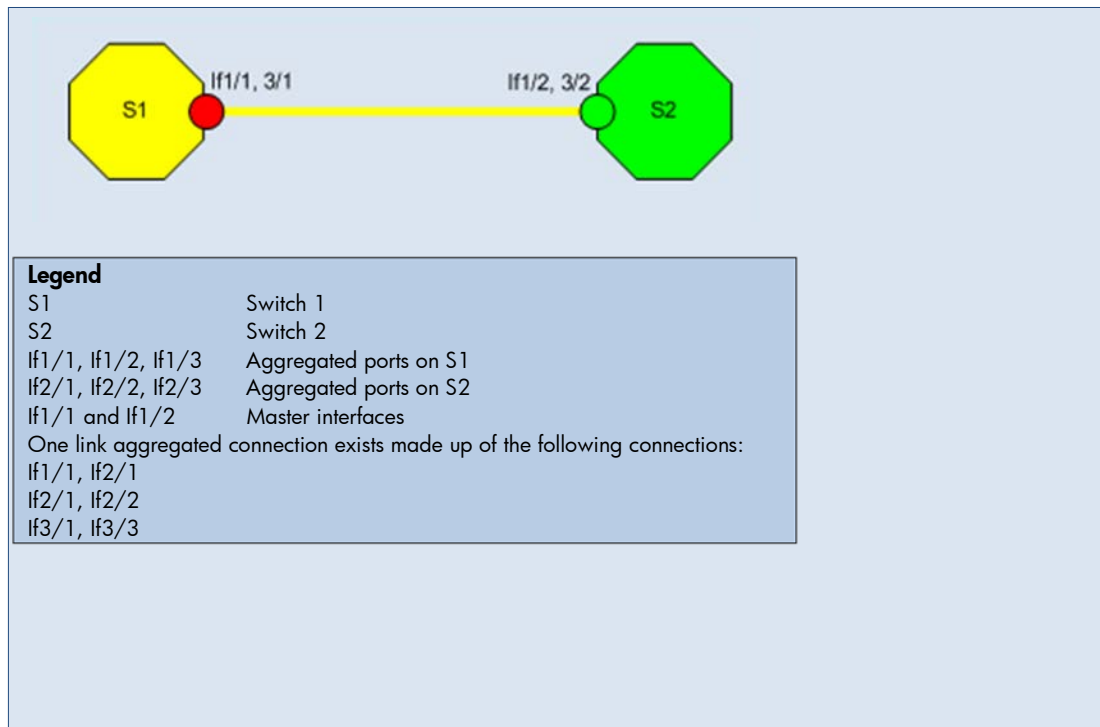 If1/1, 3/1
If1/2, 3/2
S1
S2
Legend
S1 Switch 1
S2 Switch 2
If1/1, If1/2, If1/3 Aggregated ports on S1
If2/1, If2/2, If2/3 Aggregated ports on S2
If1/1 and If1/2 Master interfaces
One link aggregated connection exists made up of the following connections:
If1/1, If2/1
If2/1, If2/2
If3/1, If3/3